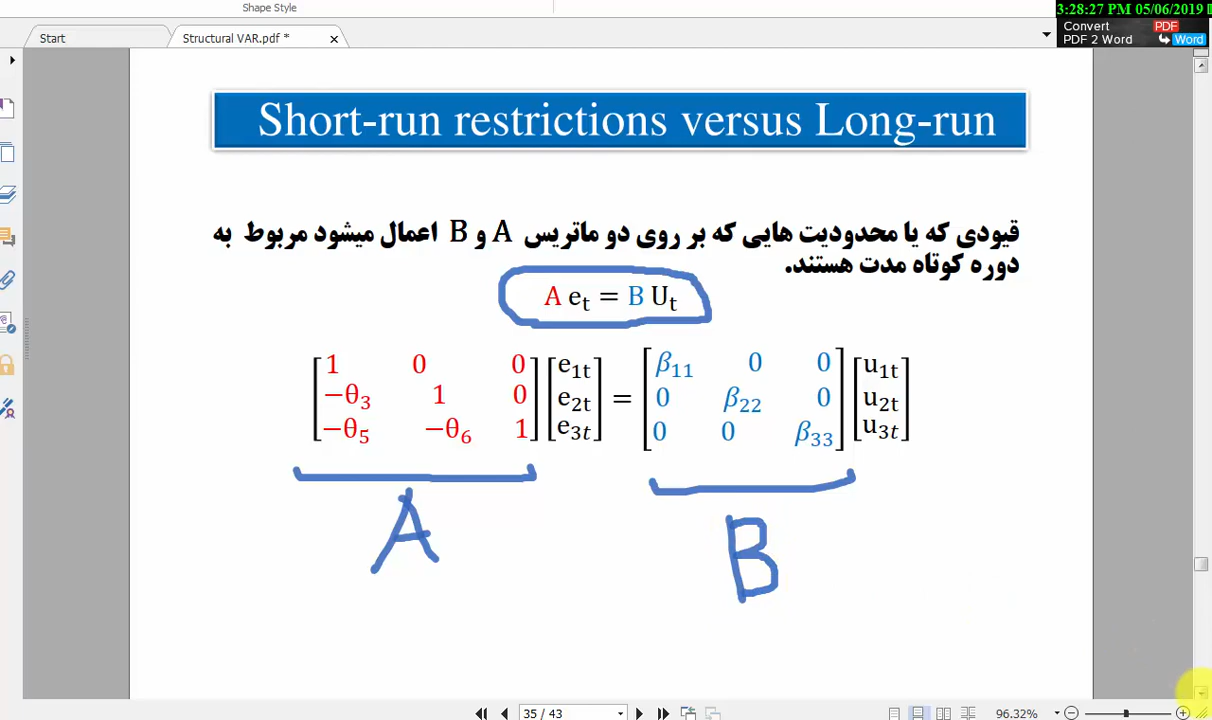 Shape Style
3:28:27 PM 05/06/2019
Convert PDF
PDF 2 Word Word
Start
Structural VAR.pdf * x
Short-run restrictions versus Long-run
قیودی که یا محدودیت هایی که بر روی دو ماتریس A و B اعمال میشود مربوط به
دوره کوتاه مدت هستند.
A eₜ = B Uₜ
[1 0 0] [e₁ₜ] = [β₁₁ 0 0] [u₁ₜ]
[−θ₃ 1 0] [e₂ₜ] = [0 β₂₂ 0] [u₂ₜ]
[−θ₅ −θ₆ 1] [e₃ₜ] = [0 0 β₃₃] [u₃ₜ]
A B
35 / 43 96.32%